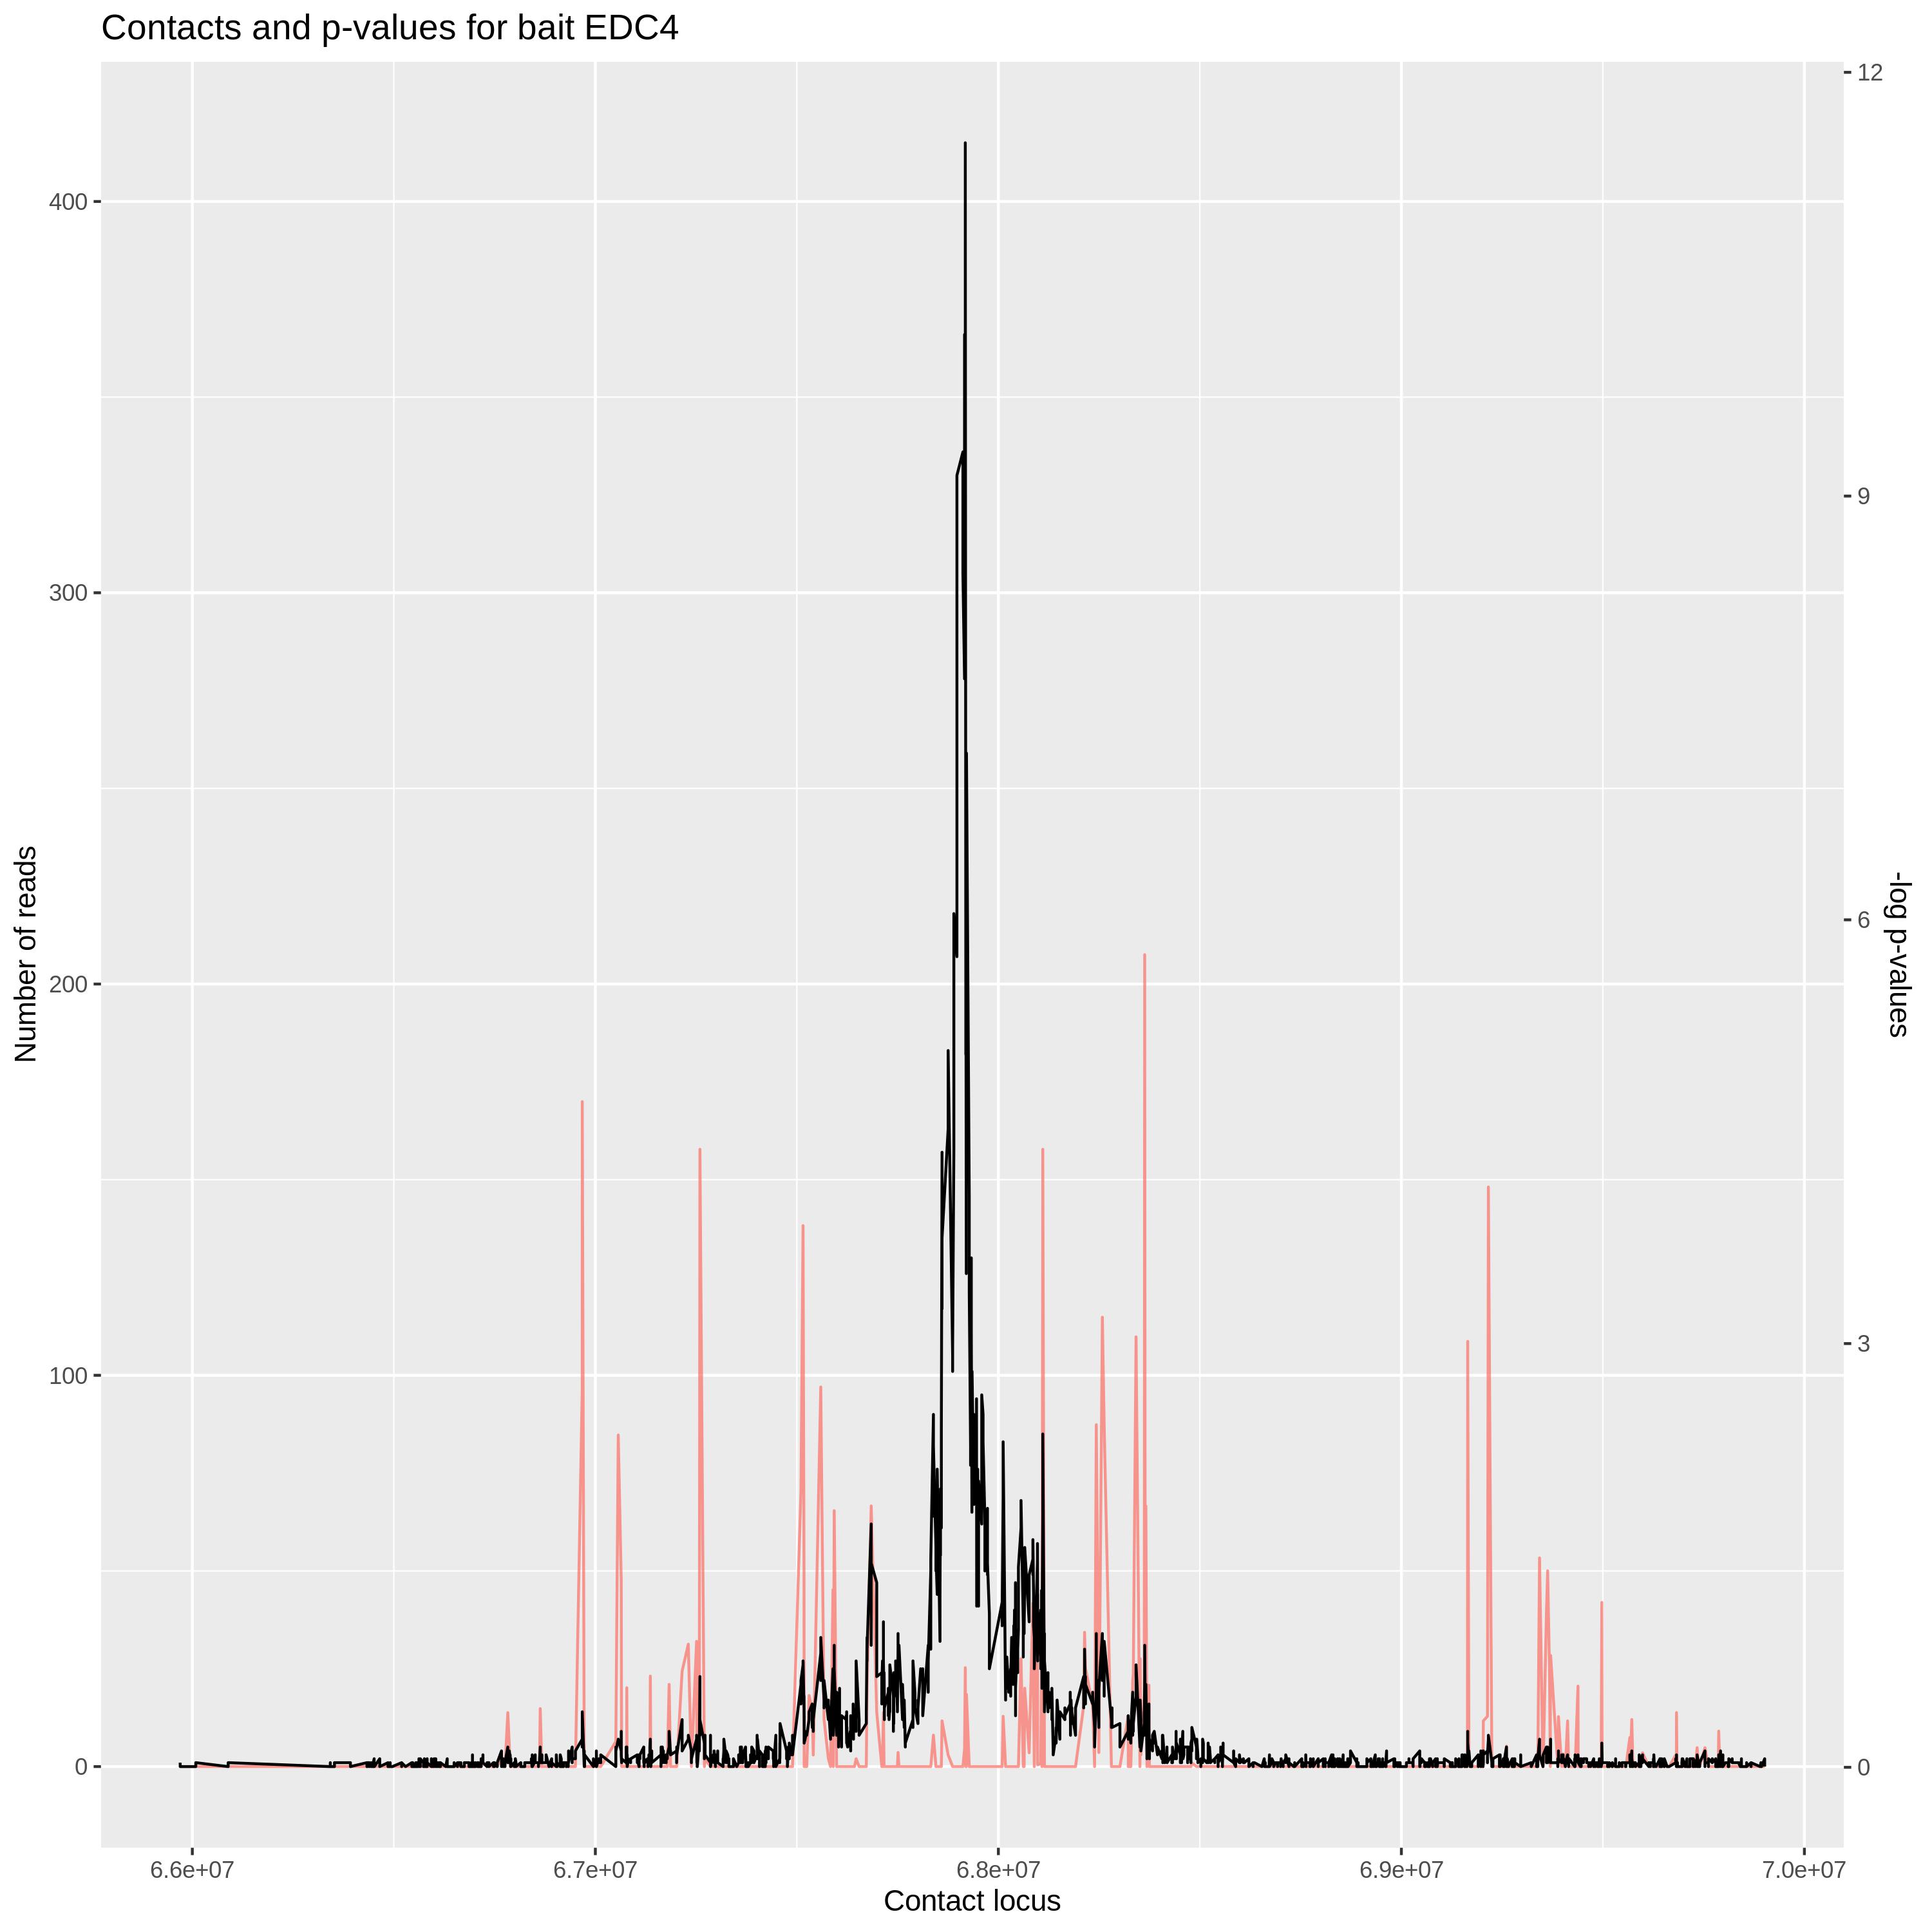 Contacts and p-values for bait EDC4
Number of reads
400
300
200
100
0
12
9
6
3
0
-log p-values
6.6e+07
6.7e+07
6.8e+07
6.9e+07
7.0e+07
Contact locus